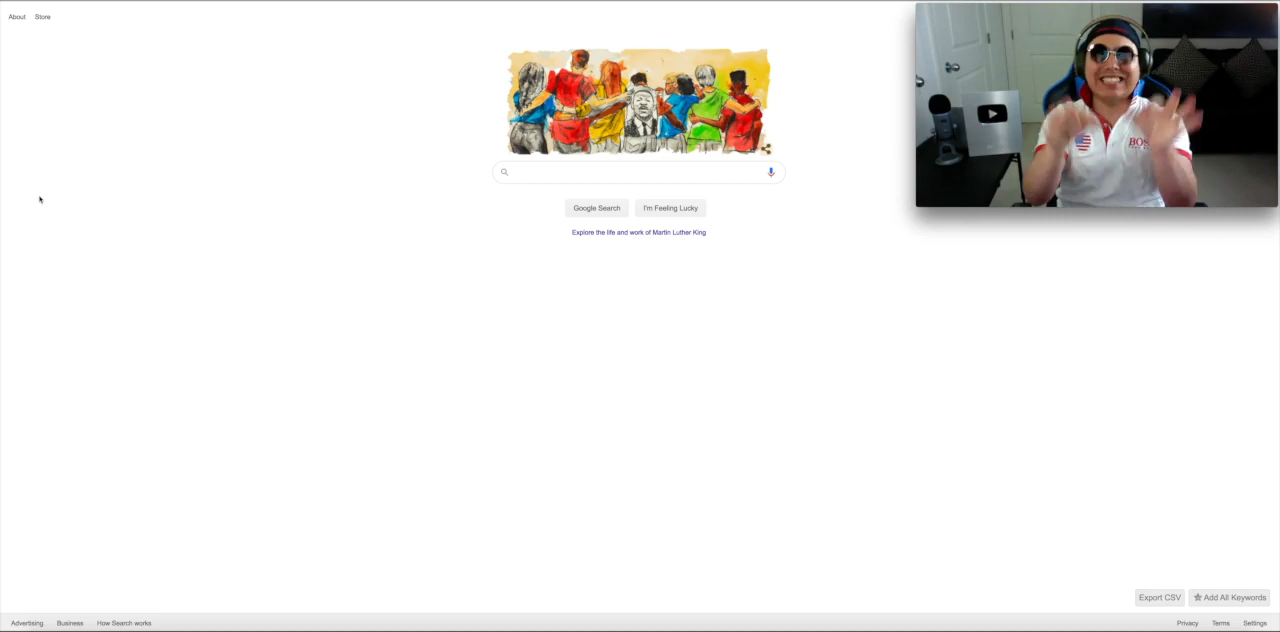 About Store
BOSS
Google Search I'm Feeling Lucky
Explore the life and work of Martin Luther King
Export CSV Add All Keywords
Advertising Business How Search works Privacy Terms Settings